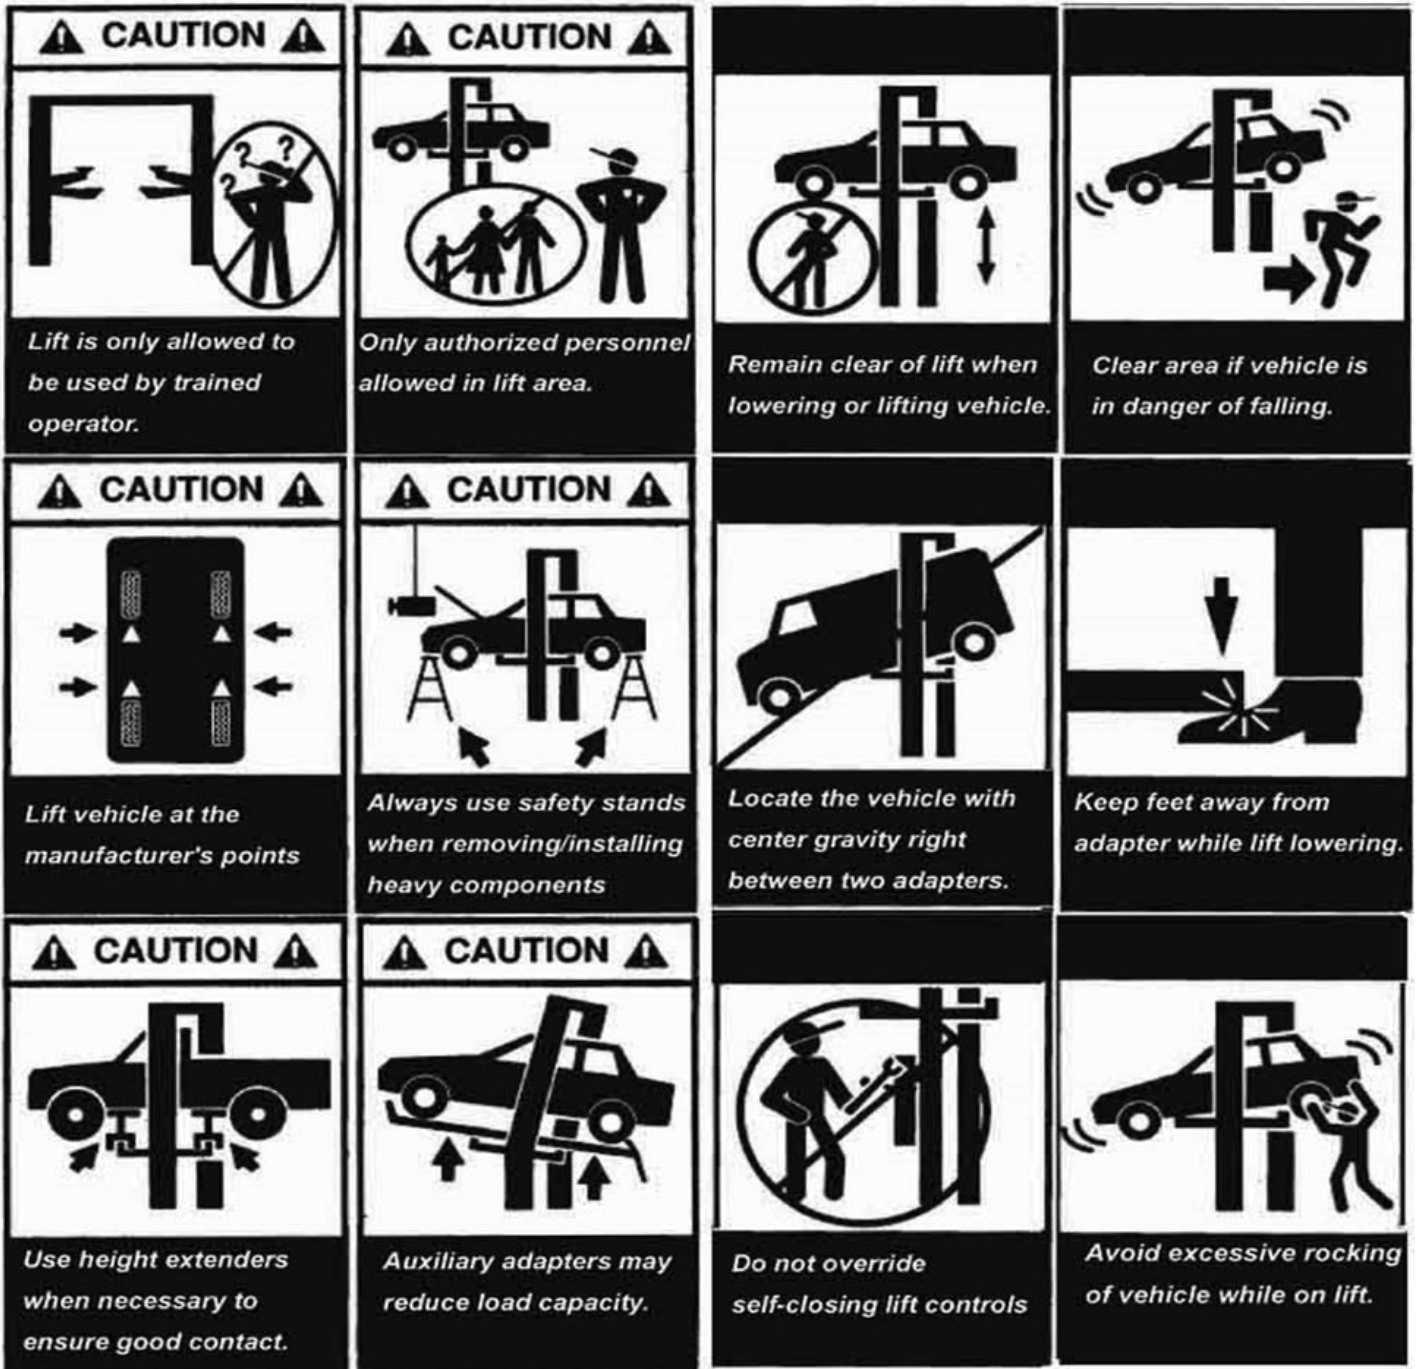 CAUTION
Lift is only allowed to
be used by trained
operator.
CAUTION
Only authorized personnel
allowed in lift area.
Remain clear of lift when
lowering or lifting vehicle.
Clear area if vehicle is
in danger of falling.
CAUTION
Lift vehicle at the
manufacturer's points
CAUTION
Always use safety stands
when removing/installing
heavy components
Locate the vehicle with
center gravity right
between two adapters.
Keep feet away from
adapter while lift lowering.
CAUTION
Use height extenders
when necessary to
ensure good contact.
CAUTION
Auxiliary adapters may
reduce load capacity.
Do not override
self-closing lift controls
Avoid excessive rocking
of vehicle while on lift.
? ? ?